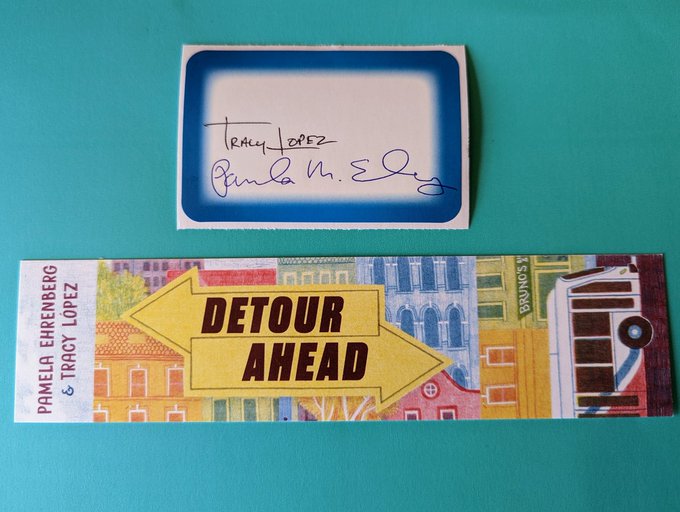 TRACY LOPEZ
Pamela M. Ehrenberg
PAMELA EHRENBERG
& TRACY LÓPEZ
DETOUR
AHEAD
BRUNO'S